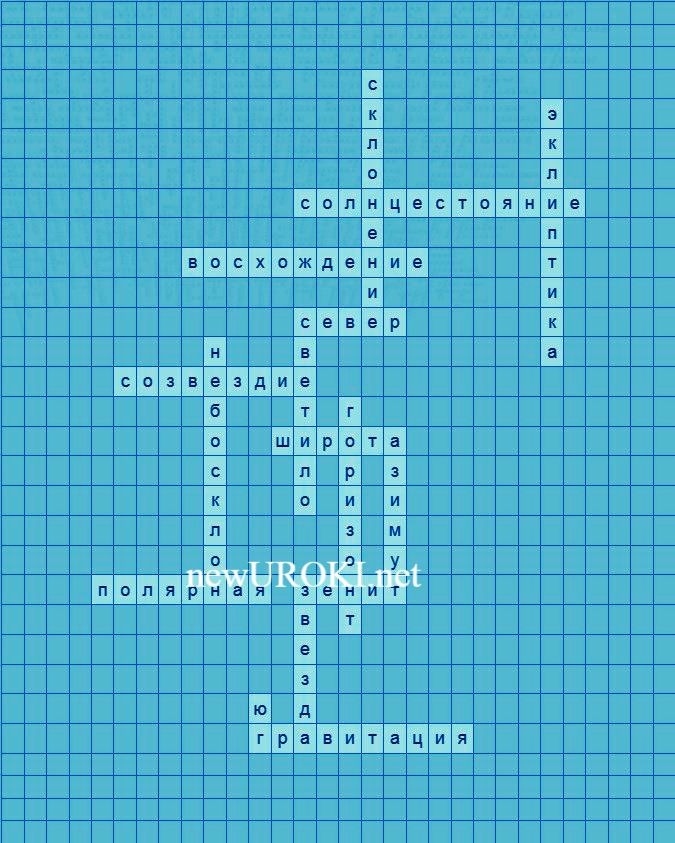 склонение
эклиптика
солнцестояние
восхождение
север
светило
небосклон
созвездие
горизонт
широта
азимут
полярная
зенит
звезда
юг
гравитация
newUROKI.net